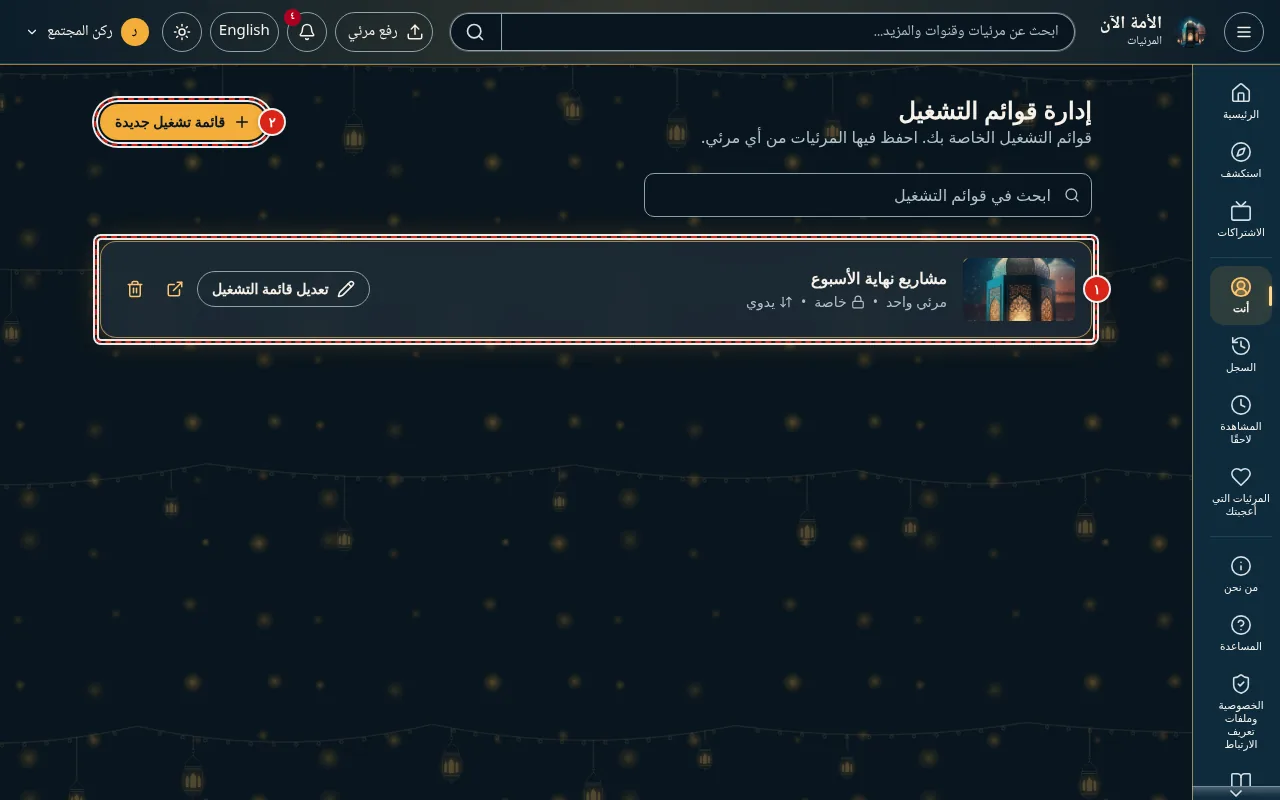 الأمة الآن
المرئيات
ابحث عن مرئيات وقنوات والمزيد...
رفع مرئي
٤
English
ر
ركن المجتمع
الرئيسية
استكشف
الاشتراكات
أنت
السجل
المشاهدة
لاحقًا
المرئيات التي
أعجبتك
من نحن
المساعدة
الخصوصية
وملفات
تعريف
الارتباط
إدارة قوائم التشغيل
قوائم التشغيل الخاصة بك. احفظ فيها المرئيات من أي مرئي.
٢
قائمة تشغيل جديدة
ابحث في قوائم التشغيل
١
مشاريع نهاية الأسبوع
مرئي واحد • خاصة • يدوي
تعديل قائمة التشغيل